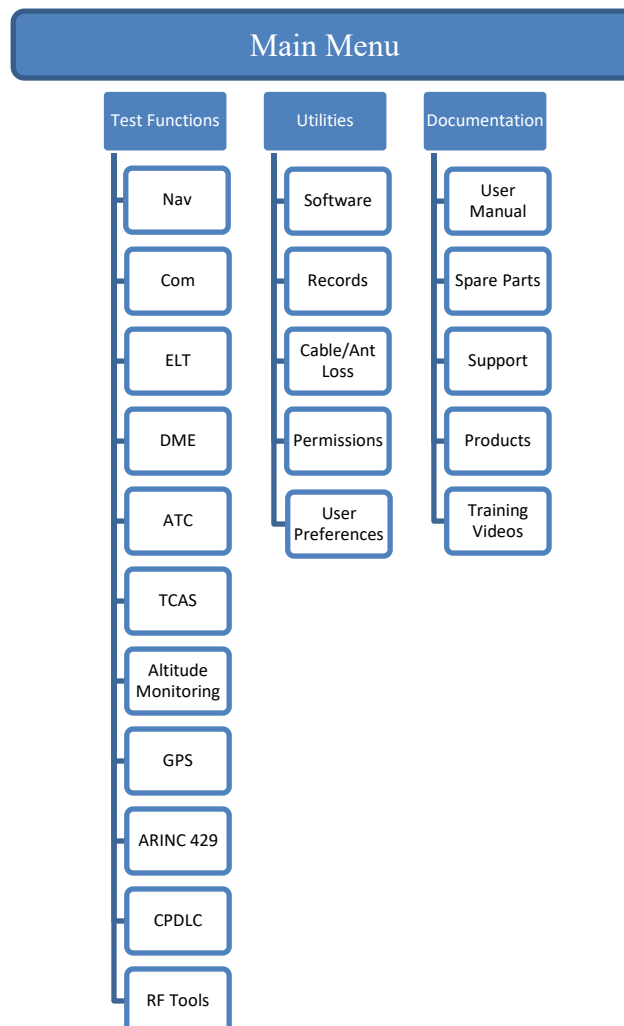 Main Menu
Test Functions
Nav
Com
ELT
DME
ATC
TCAS
Altitude
Monitoring
GPS
ARINC 429
CPDLC
RF Tools
Utilities
Software
Records
Cable/Ant
Loss
Permissions
User
Preferences
Documentation
User
Manual
Spare Parts
Support
Products
Training
Videos